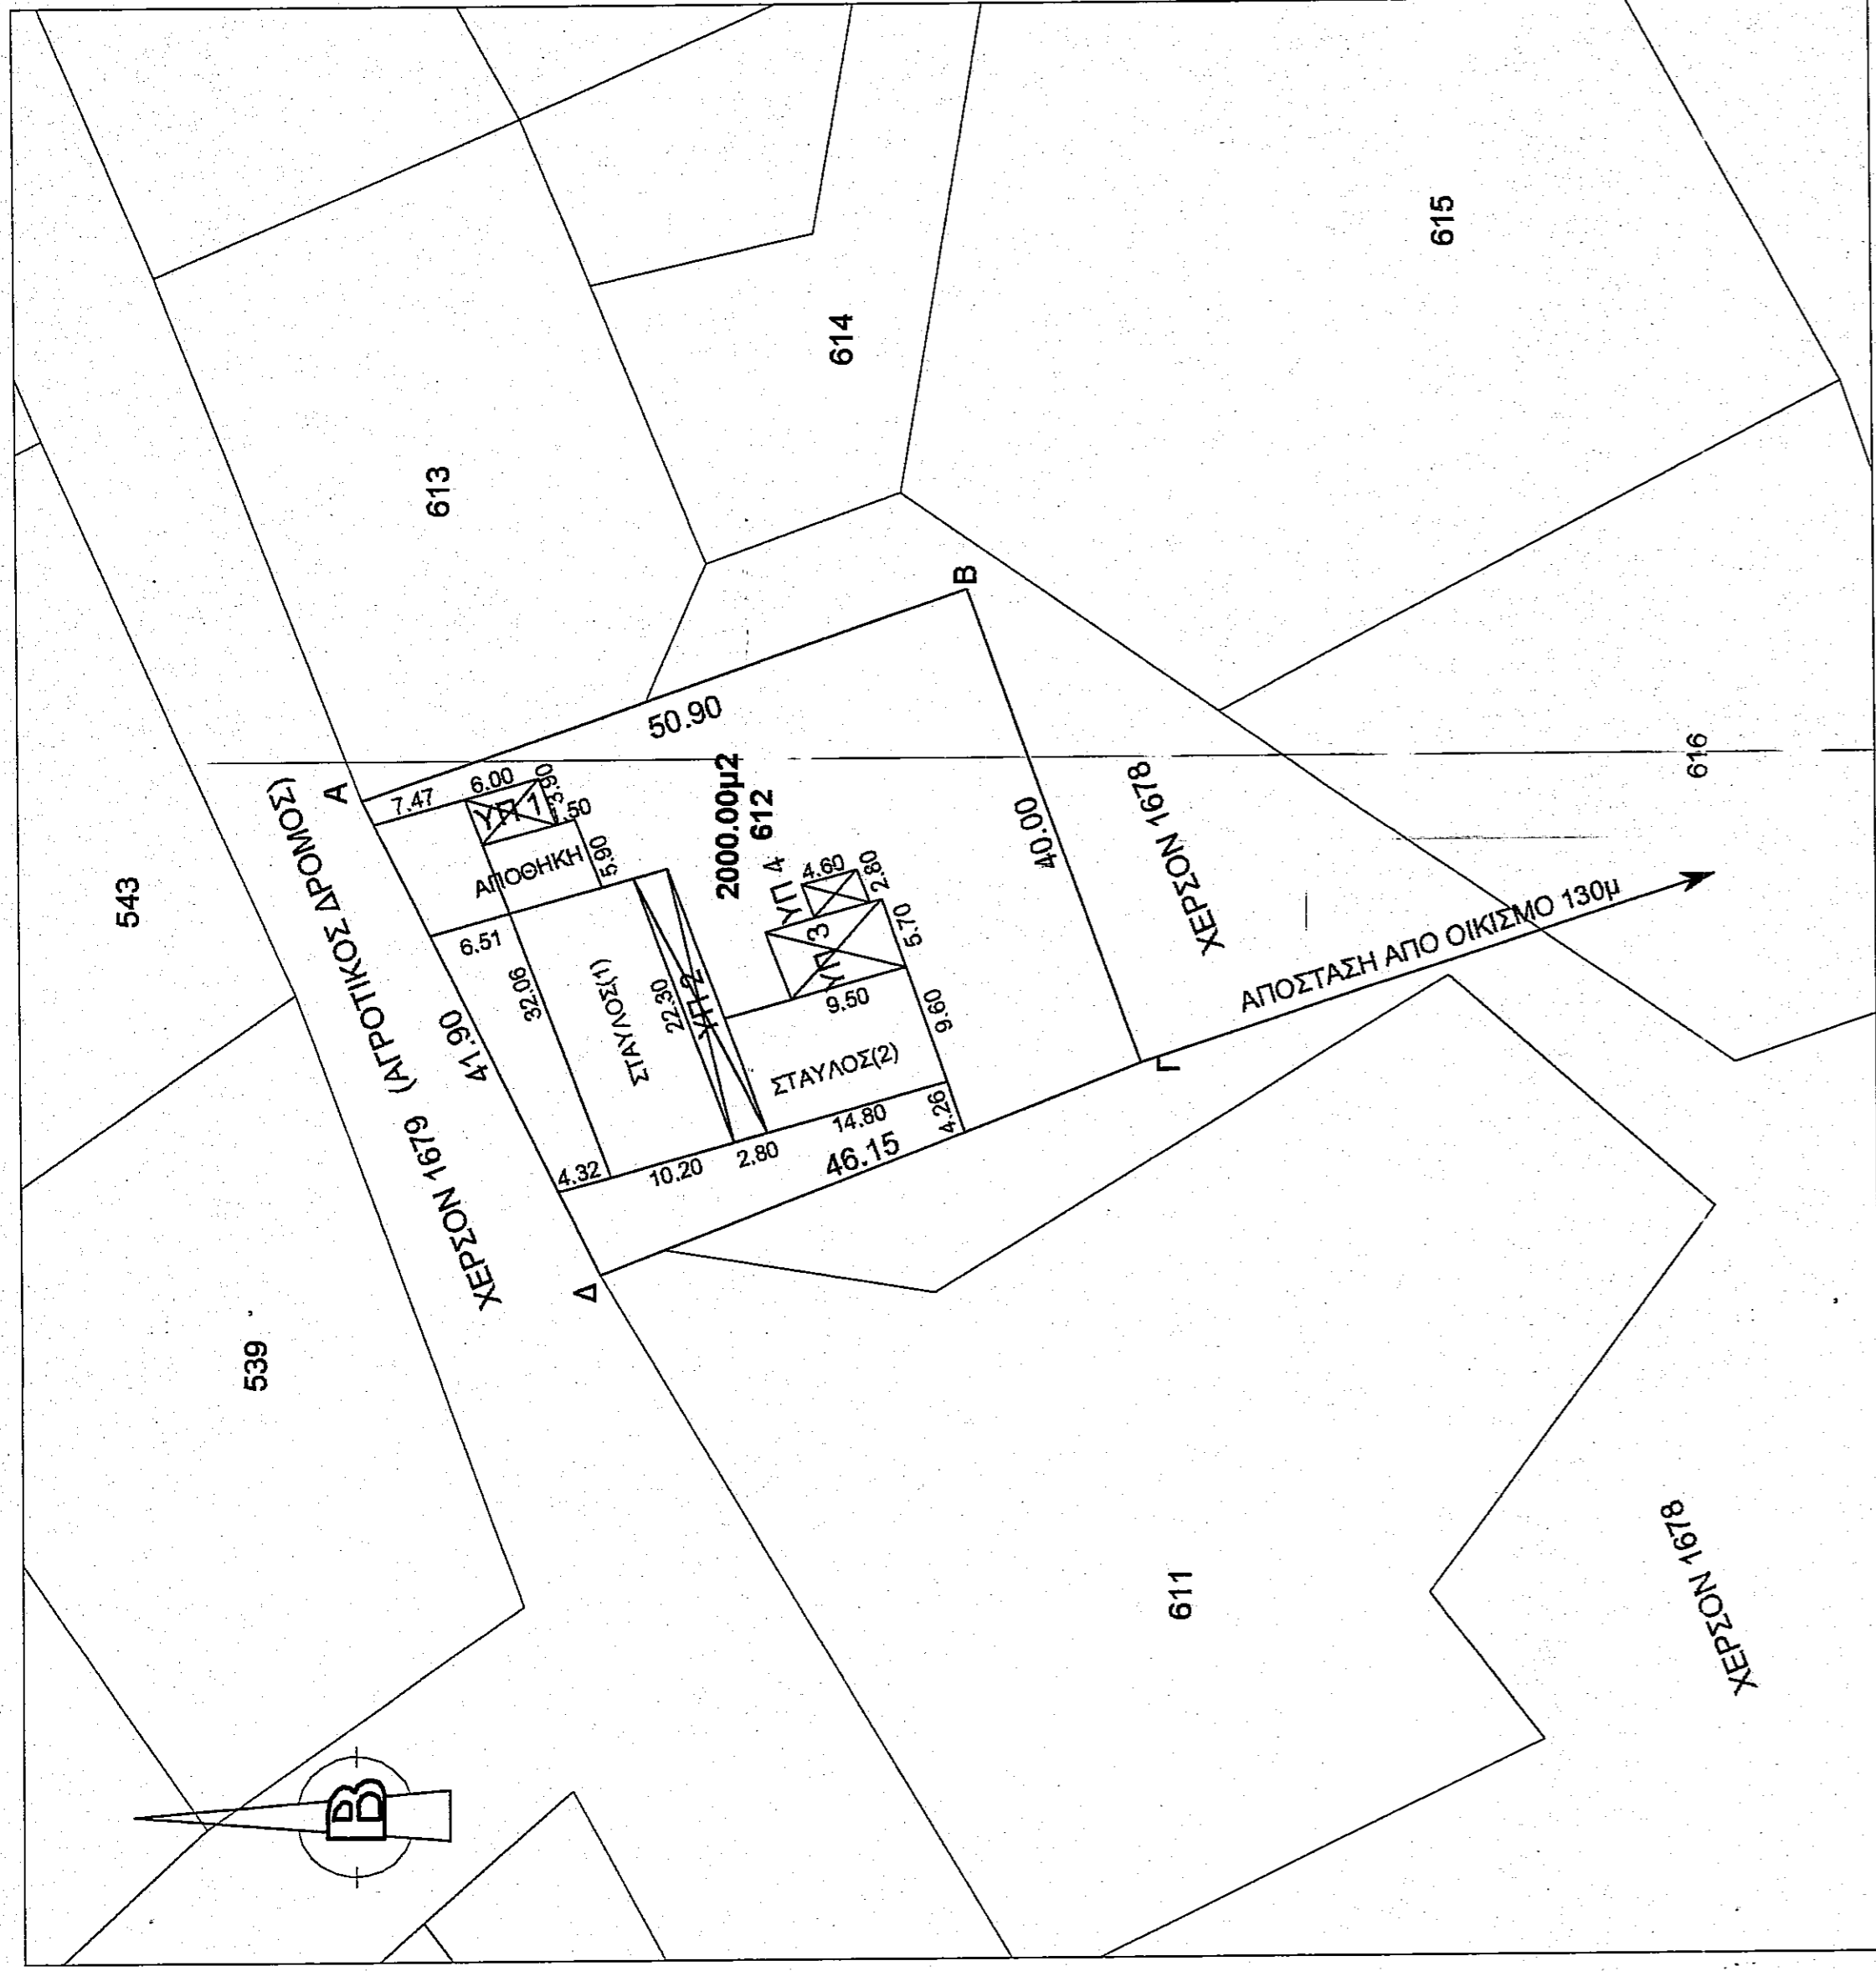 543
539
ΧΕΡΣΟΝ 1679 (ΑΓΡΟΤΙΚΟΣ ΔΡΟΜΟΣ)
613
614
615
616
611
Α
Β
Γ
Δ
41.90
50.90
40.00
46.15
7.47
6.00
3.90
1.50
5.90
ΥΠ 1
ΑΠΟΘΗΚΗ
6.51
32.06
ΣΤΑΥΛΟΣ(1)
22.30
ΥΠ 2
2000.00μ2
612
ΥΠ 4
4.60
2.80
ΥΠ 3
5.70
9.50
9.60
ΣΤΑΥΛΟΣ(2)
4.32
10.20
2.80
14.80
4.26
ΧΕΡΣΟΝ 1678
ΑΠΟΣΤΑΣΗ ΑΠΟ ΟΙΚΙΣΜΟ 130μ
ΧΕΡΣΟΝ 1678
Β